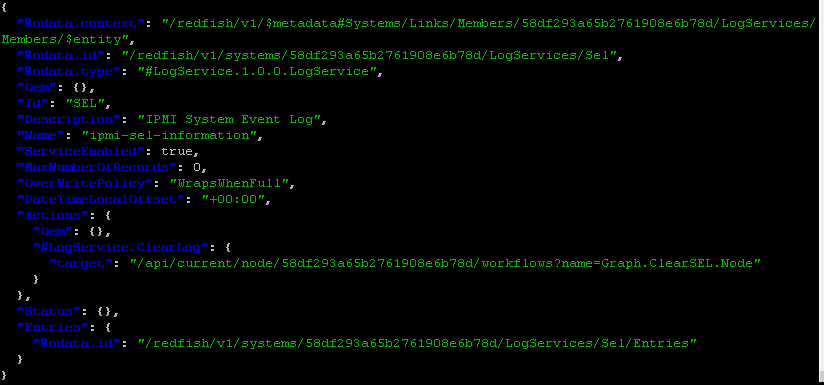 {
  "@odata.context": "/redfish/v1/$metadata#Systems/Links/Members/58df293a65b2761908e6b78d/LogServices/
Members/$entity",
  "@odata.id": "/redfish/v1/systems/58df293a65b2761908e6b78d/LogServices/Sel",
  "@odata.type": "#LogService.1.0.0.LogService",
  "Oem": {},
  "Id": "SEL",
  "Description": "IPMI System Event Log",
  "Name": "ipmi-sel-information",
  "ServiceEnabled": true,
  "MaxNumberOfRecords": 0,
  "OverWritePolicy": "WrapsWhenFull",
  "DateTimeLocalOffset": "+00:00",
  "Actions": {
    "Oem": {},
    "#LogService.ClearLog": {
      "target": "/api/current/node/58df293a65b2761908e6b78d/workflows?name=Graph.ClearSEL.Node"
    }
  },
  "Status": {},
  "Entries": {
    "@odata.id": "/redfish/v1/systems/58df293a65b2761908e6b78d/LogServices/Sel/Entries"
  }
}